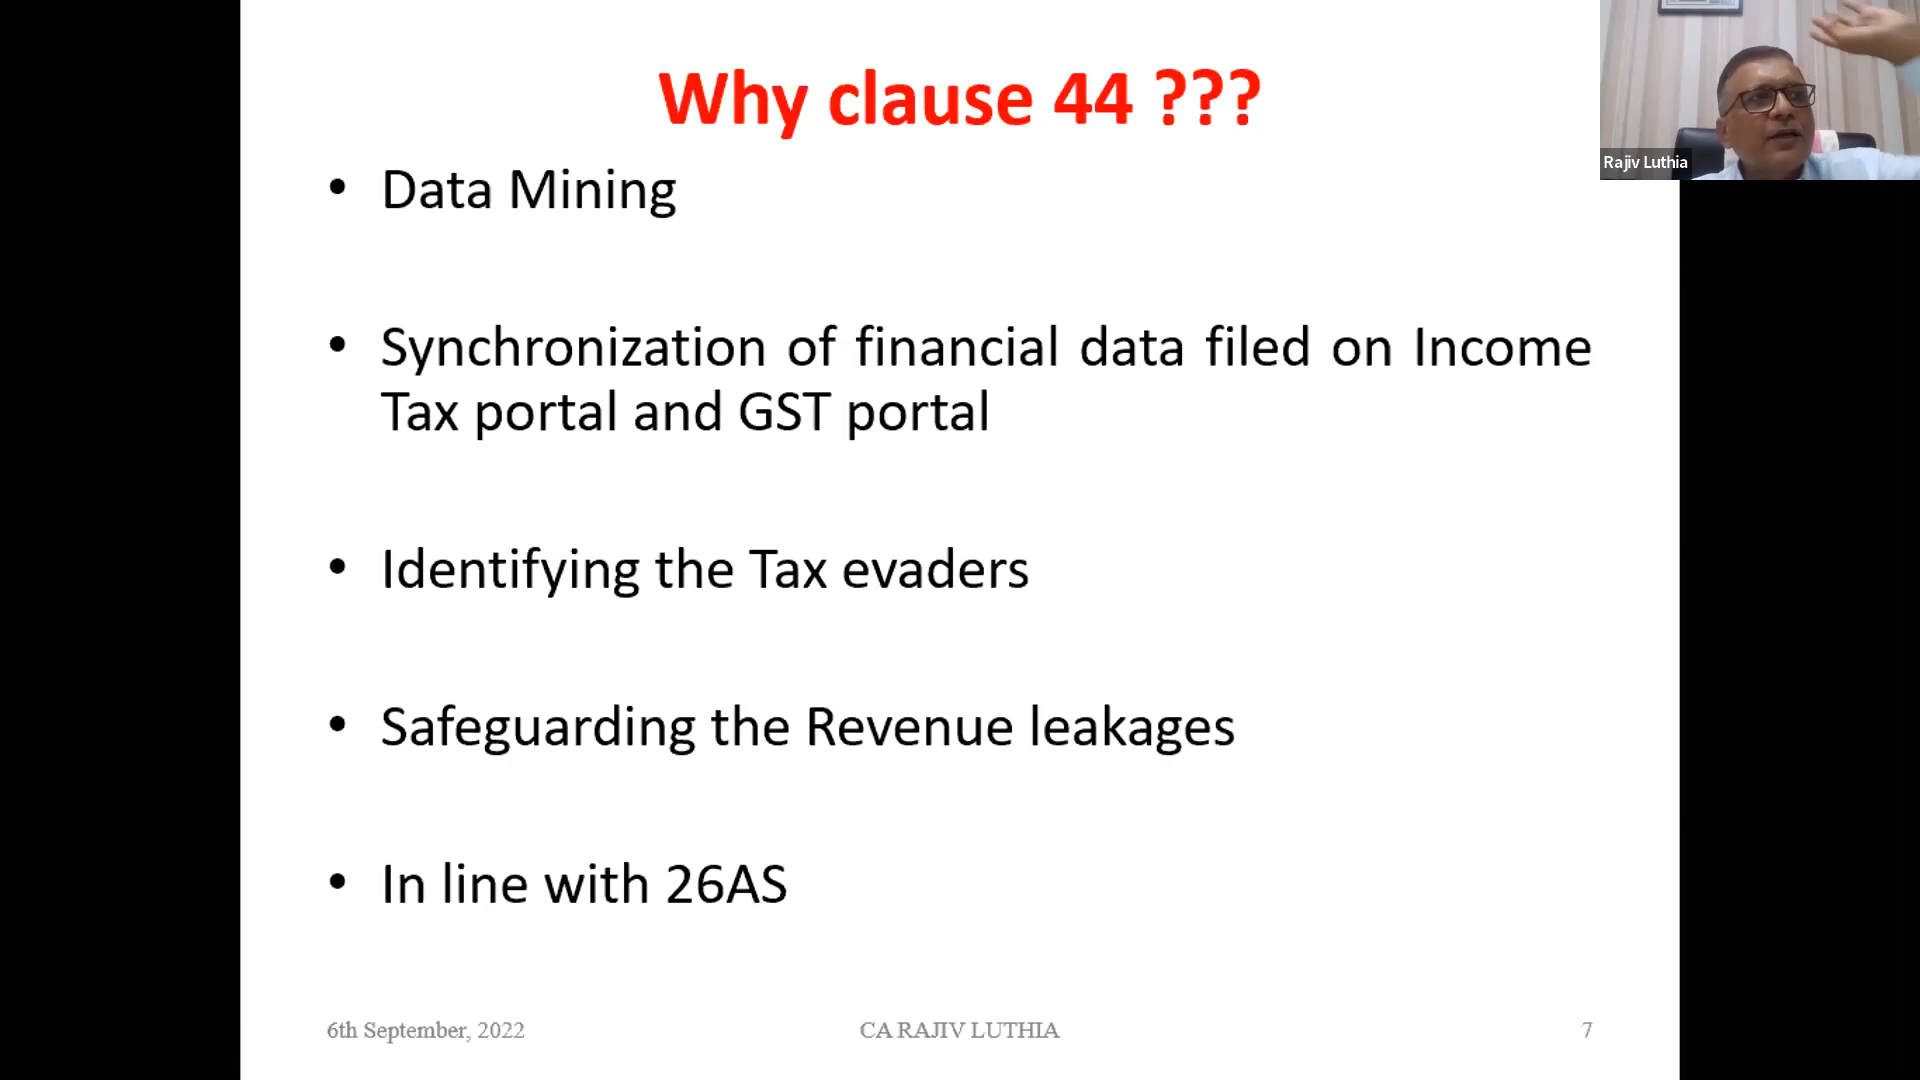 Why clause 44 ???
Rajiv Luthia
• Data Mining
• Synchronization of financial data filed on Income
Tax portal and GST portal
• Identifying the Tax evaders
• Safeguarding the Revenue leakages
• In line with 26AS
6th September, 2022
CA RAJIV LUTHIA
7